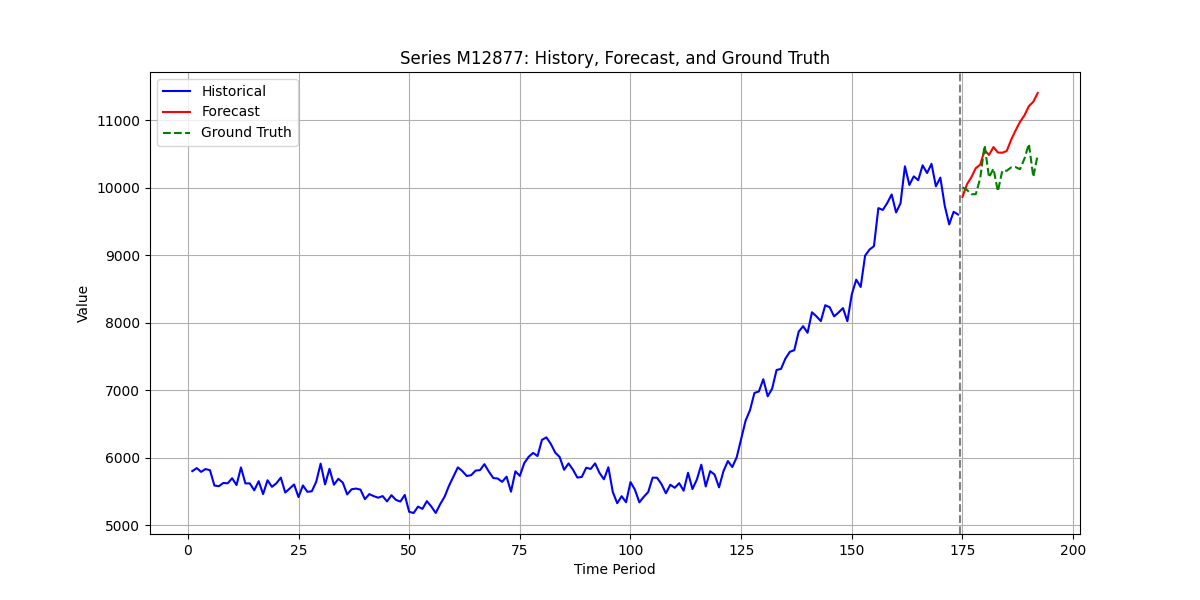 Series M12877: History, Forecast, and Ground Truth
Historical
Forecast
Ground Truth
Value
11000
10000
9000
8000
7000
6000
5000
0 25 50 75 100 125 150 175 200
Time Period